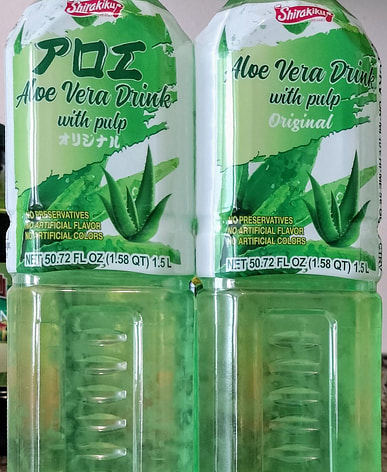 Shirakiku
アロエ
Aloe Vera Drink
with pulp
オリジナル
NO PRESERVATIVES
NO ARTIFICIAL FLAVOR
NO ARTIFICIAL COLORS
NET 50.72 FL OZ (1.58 QT) 1.5 L
Shirakiku
Aloe Vera Drink
with pulp
Original
NO PRESERVATIVES
NO ARTIFICIAL FLAVOR
NO ARTIFICIAL COLORS
NET 50.72 FL OZ (1.58 QT) 1.5 L